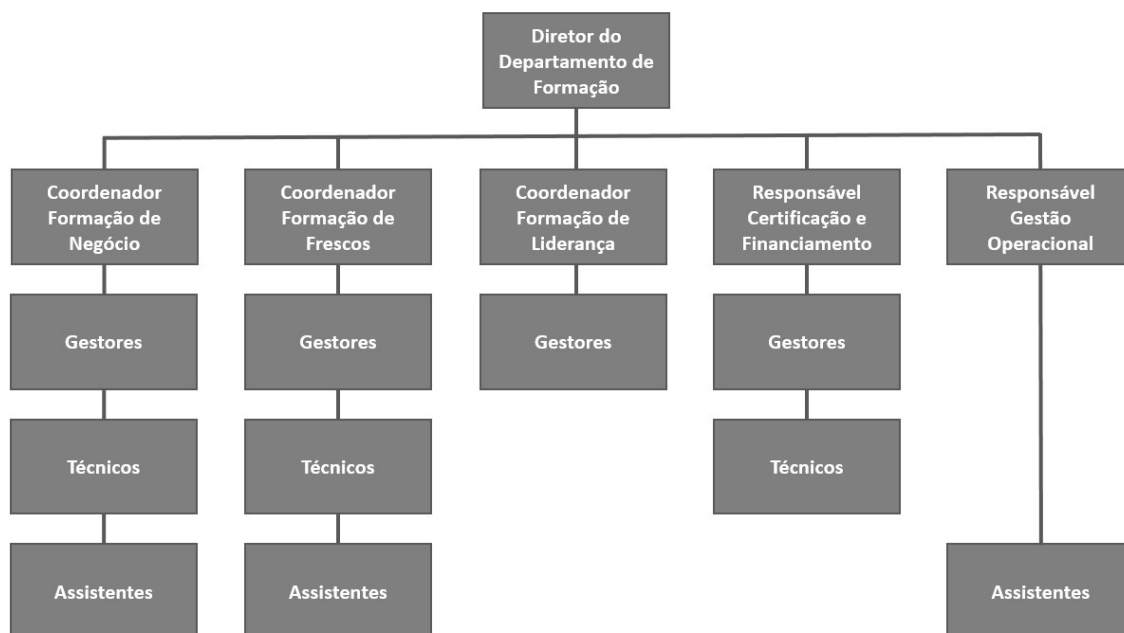 Diretor do
Departamento de
Formação
Coordenador
Formação de
Negócio
Coordenador
Formação de
Frescos
Coordenador
Formação de
Liderança
Responsável
Certificação e
Financiamento
Responsável
Gestão
Operacional
Gestores
Gestores
Gestores
Gestores
Técnicos
Técnicos
Técnicos
Assistentes
Assistentes
Assistentes